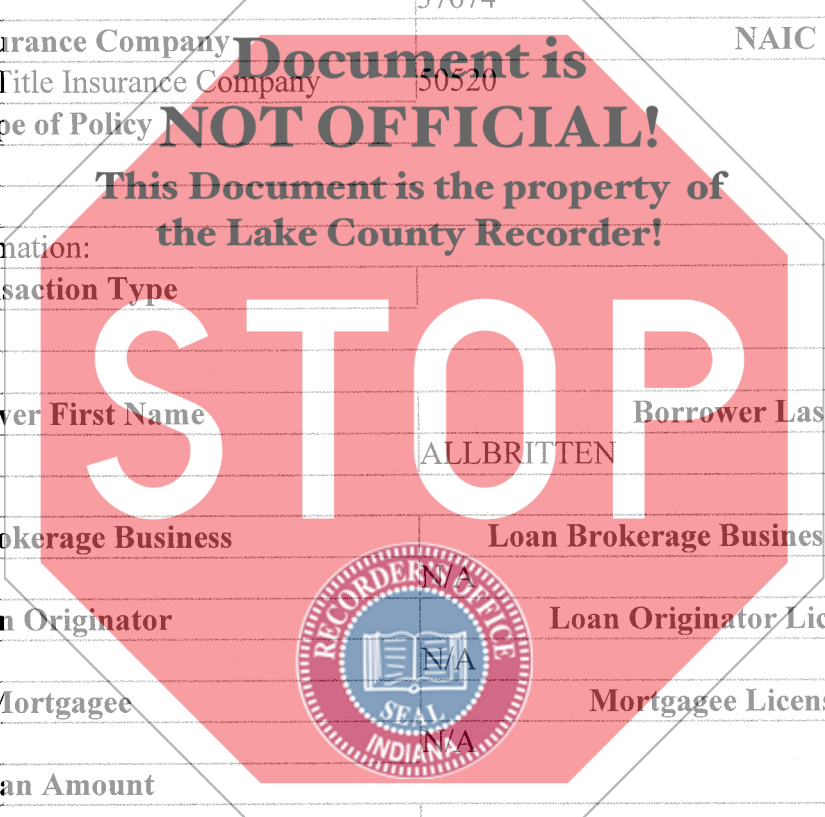 37674
urance Company NAIC
Document is
Title Insurance Company 50520
pe of Policy
NOT OFFICIAL!
This Document is the property of
the Lake County Recorder!
mation:
saction Type
STOP
ver First Name Borrower Las
ALLBRITTEN
okerage Business Loan Brokerage Busines
N/A
RECORDER'S OFFICE
n Originator Loan Originator Lic
N/A
Mortgagee Mortgagee Licens
SEAL
INDIANA
N/A
an Amount